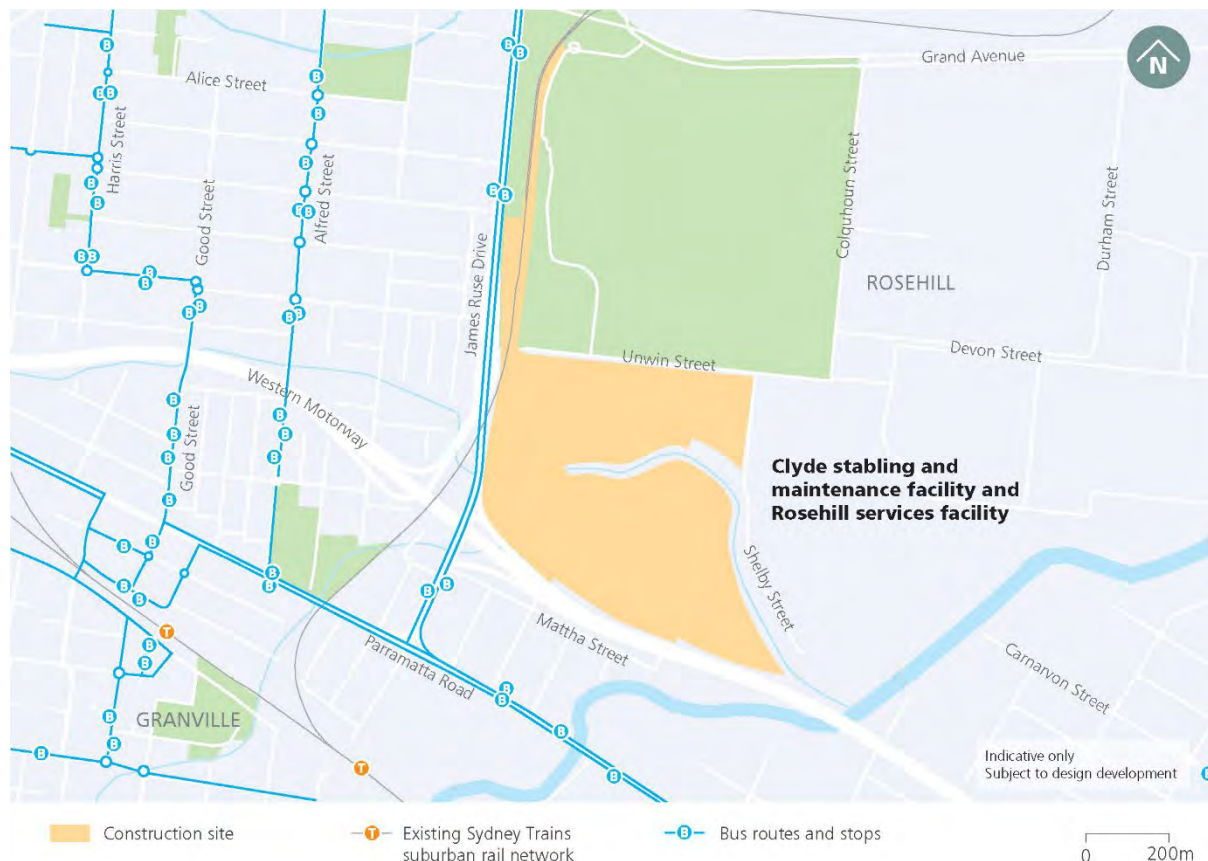 Grand Avenue
N
Alice Street
Harris Street
Good Street
Alfred Street
James Ruse Drive
Colquhoun Street
Durham Street
ROSEHILL
Unwin Street
Devon Street
Western Motorway
Good Street
Clyde stabling and
maintenance facility and
Rosehill services facility
Shelby Street
Mattha Street
Parramatta Road
Carnarvon Street
GRANVILLE
Indicative only
Subject to design development
Construction site
T
Existing Sydney Trains
suburban rail network
B
Bus routes and stops
0
200m